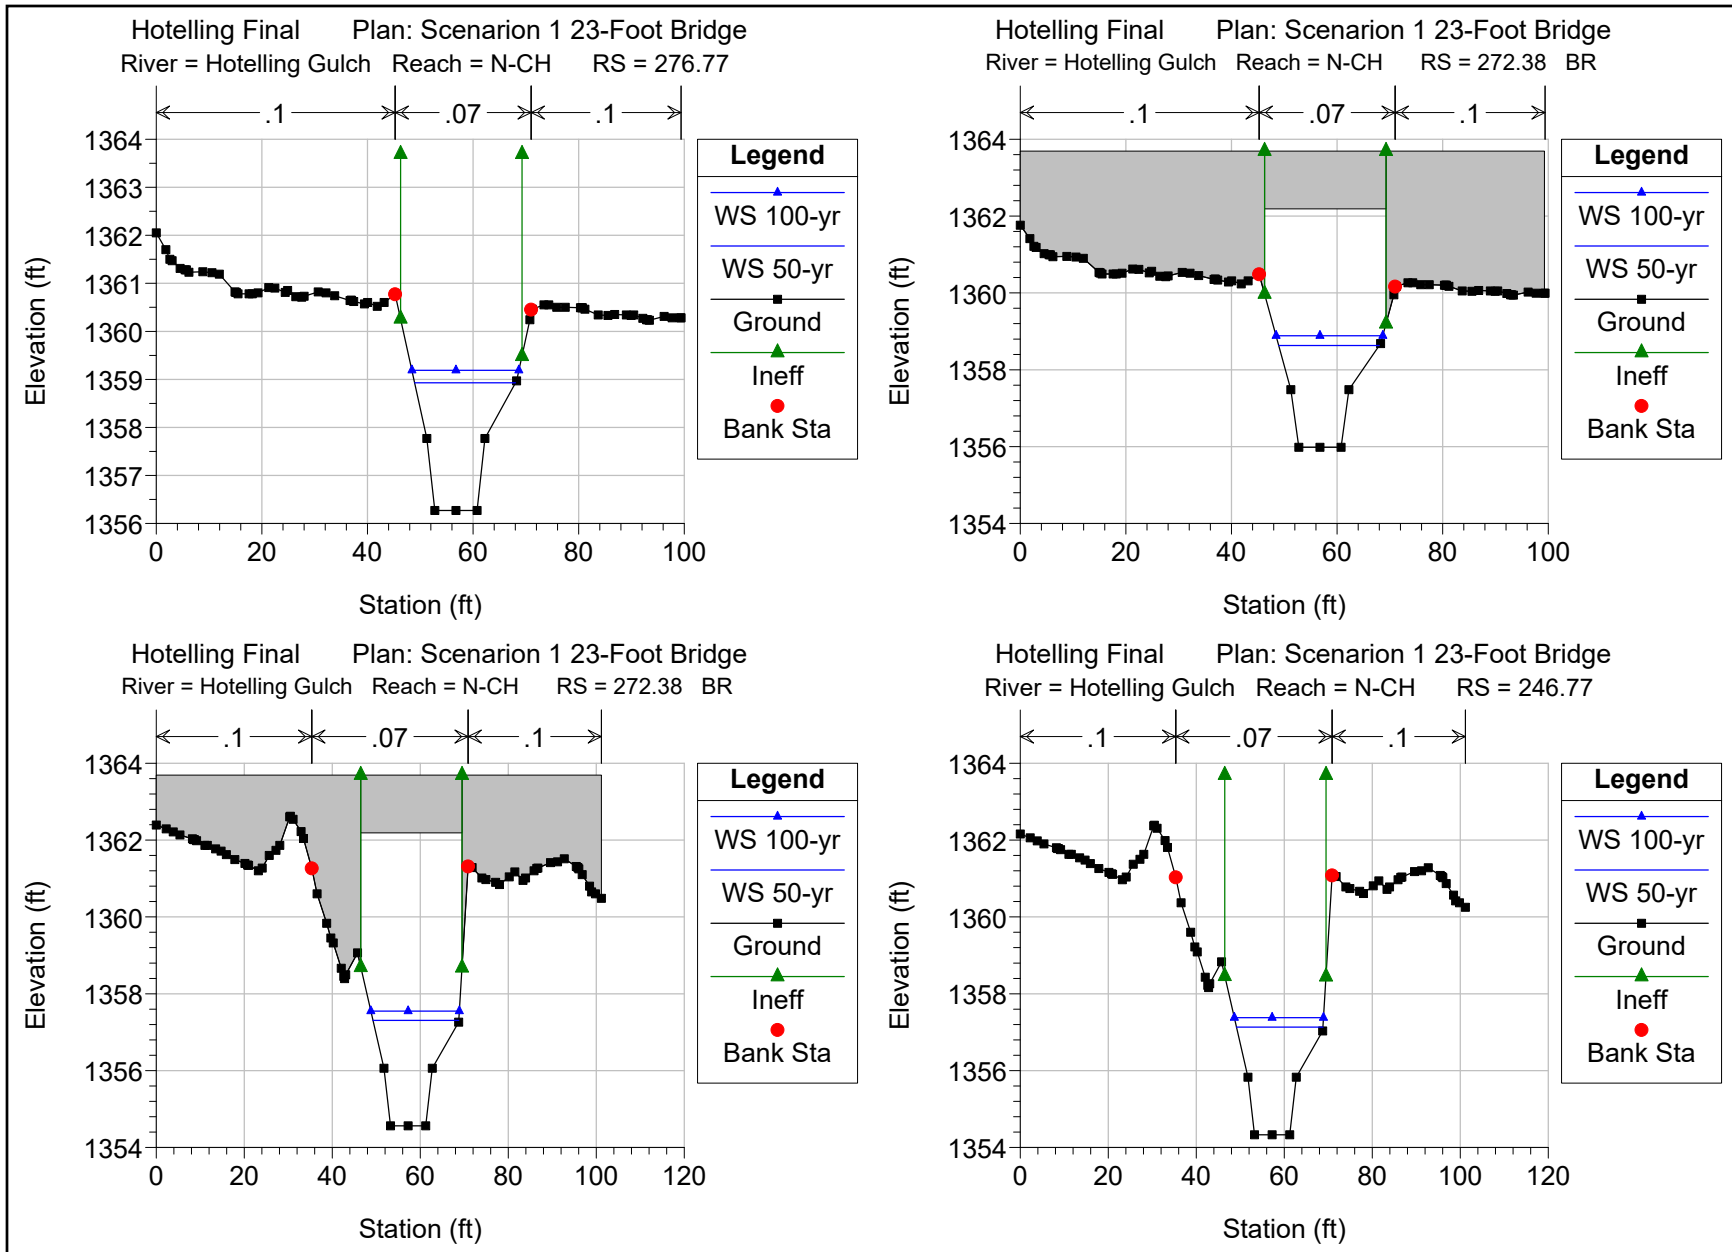 Hotelling Final Plan: Scenarion 1 23-Foot Bridge
River = Hotelling Gulch Reach = N-CH RS = 276.77
.1 .07 .1
1364
1363
1362
1361
1360
1359
1358
1357
1356
Elevation (ft)
0 20 40 60 80 100
Station (ft)
Legend
WS 100-yr
WS 50-yr
Ground
Ineff
Bank Sta
Hotelling Final Plan: Scenarion 1 23-Foot Bridge
River = Hotelling Gulch Reach = N-CH RS = 272.38 BR
.1 .07 .1
1364
1362
1360
1358
1356
1354
Elevation (ft)
0 20 40 60 80 100
Station (ft)
Legend
WS 100-yr
WS 50-yr
Ground
Ineff
Bank Sta
Hotelling Final Plan: Scenarion 1 23-Foot Bridge
River = Hotelling Gulch Reach = N-CH RS = 272.38 BR
.1 .07 .1
1364
1362
1360
1358
1356
1354
Elevation (ft)
0 20 40 60 80 100 120
Station (ft)
Legend
WS 100-yr
WS 50-yr
Ground
Ineff
Bank Sta
Hotelling Final Plan: Scenarion 1 23-Foot Bridge
River = Hotelling Gulch Reach = N-CH RS = 246.77
.1 .07 .1
1364
1362
1360
1358
1356
1354
Elevation (ft)
0 20 40 60 80 100 120
Station (ft)
Legend
WS 100-yr
WS 50-yr
Ground
Ineff
Bank Sta